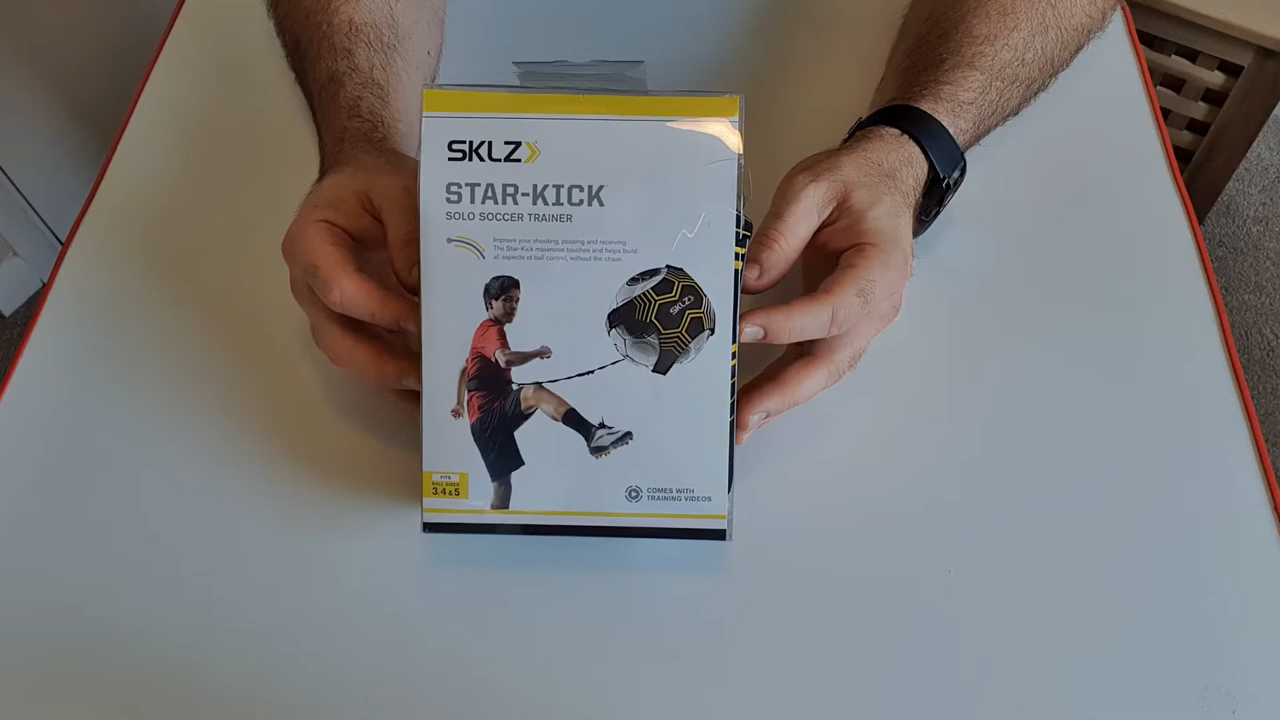 SKLZ
STAR-KICK
SOLO SOCCER TRAINER
Improve your shooting, passing and receiving.
The Star-Kick maximizes touches and helps build
all aspects of ball control, without the chase.
SKLZ
FITS
BALL SIZES
3,4&5
COMES WITH
TRAINING VIDEOS